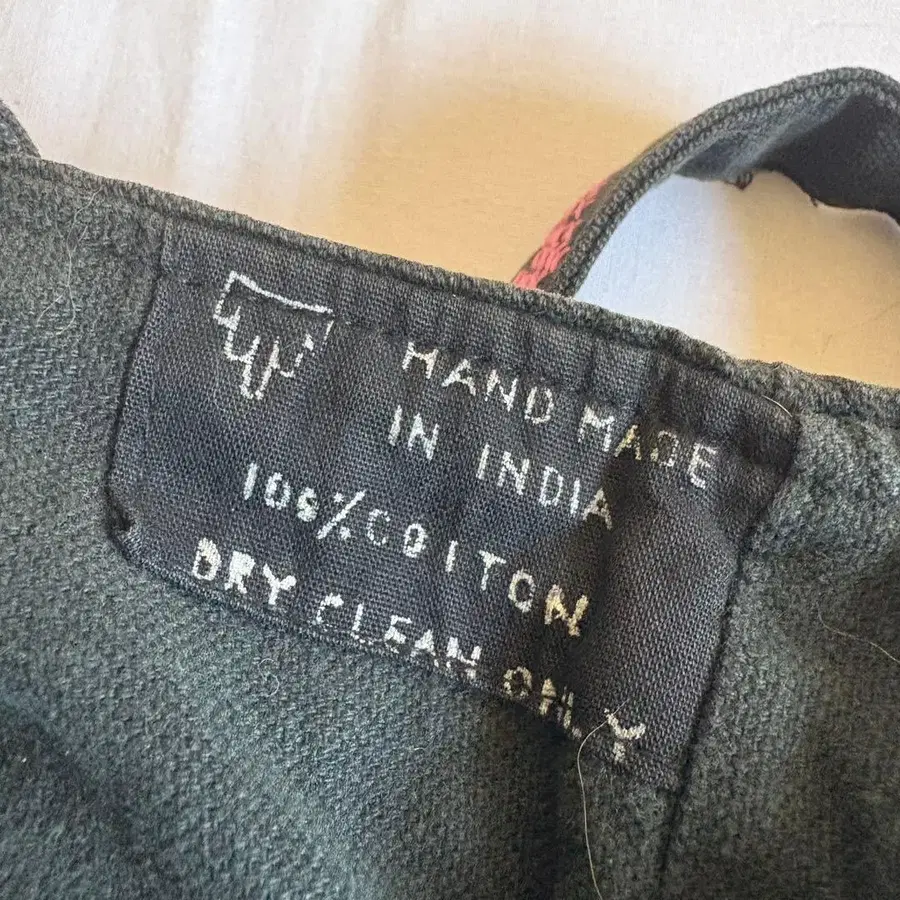 HAND MADE
IN INDIA
100% COTTON
DRY CLEAN ONLY